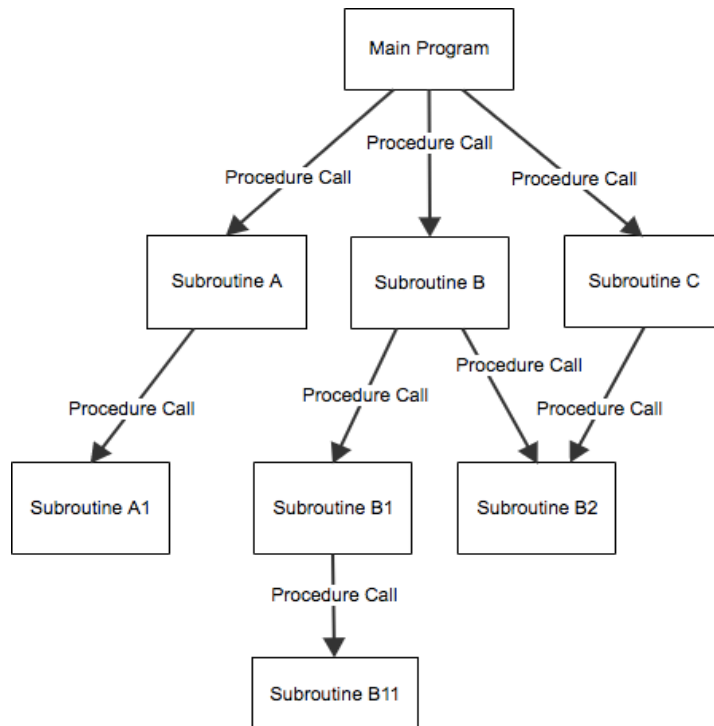 Main Program
Procedure Call
Procedure Call
Procedure Call
Subroutine A
Subroutine B
Subroutine C
Procedure Call
Procedure Call
Procedure Call
Procedure Call
Subroutine A1
Subroutine B1
Subroutine B2
Procedure Call
Subroutine B11